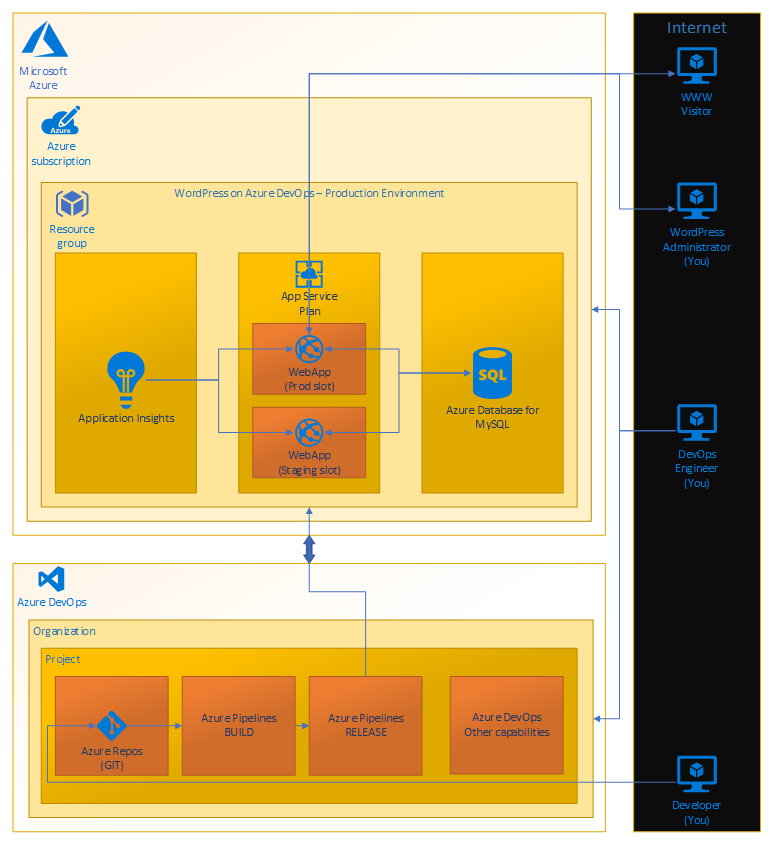 Microsoft
Azure
Azure
Azure
subscription
WordPress on Azure DevOps – Production Environment
Resource
group
Application Insights
App Service
Plan
WebApp
(Prod slot)
WebApp
(Staging slot)
SQL
Azure Database for
MySQL
Internet
WWW
Visitor
WordPress
Administrator
(You)
DevOps
Engineer
(You)
Developer
(You)
Azure DevOps
Organization
Project
Azure Repos
(GIT)
Azure Pipelines
BUILD
Azure Pipelines
RELEASE
Azure DevOps
Other capabilities